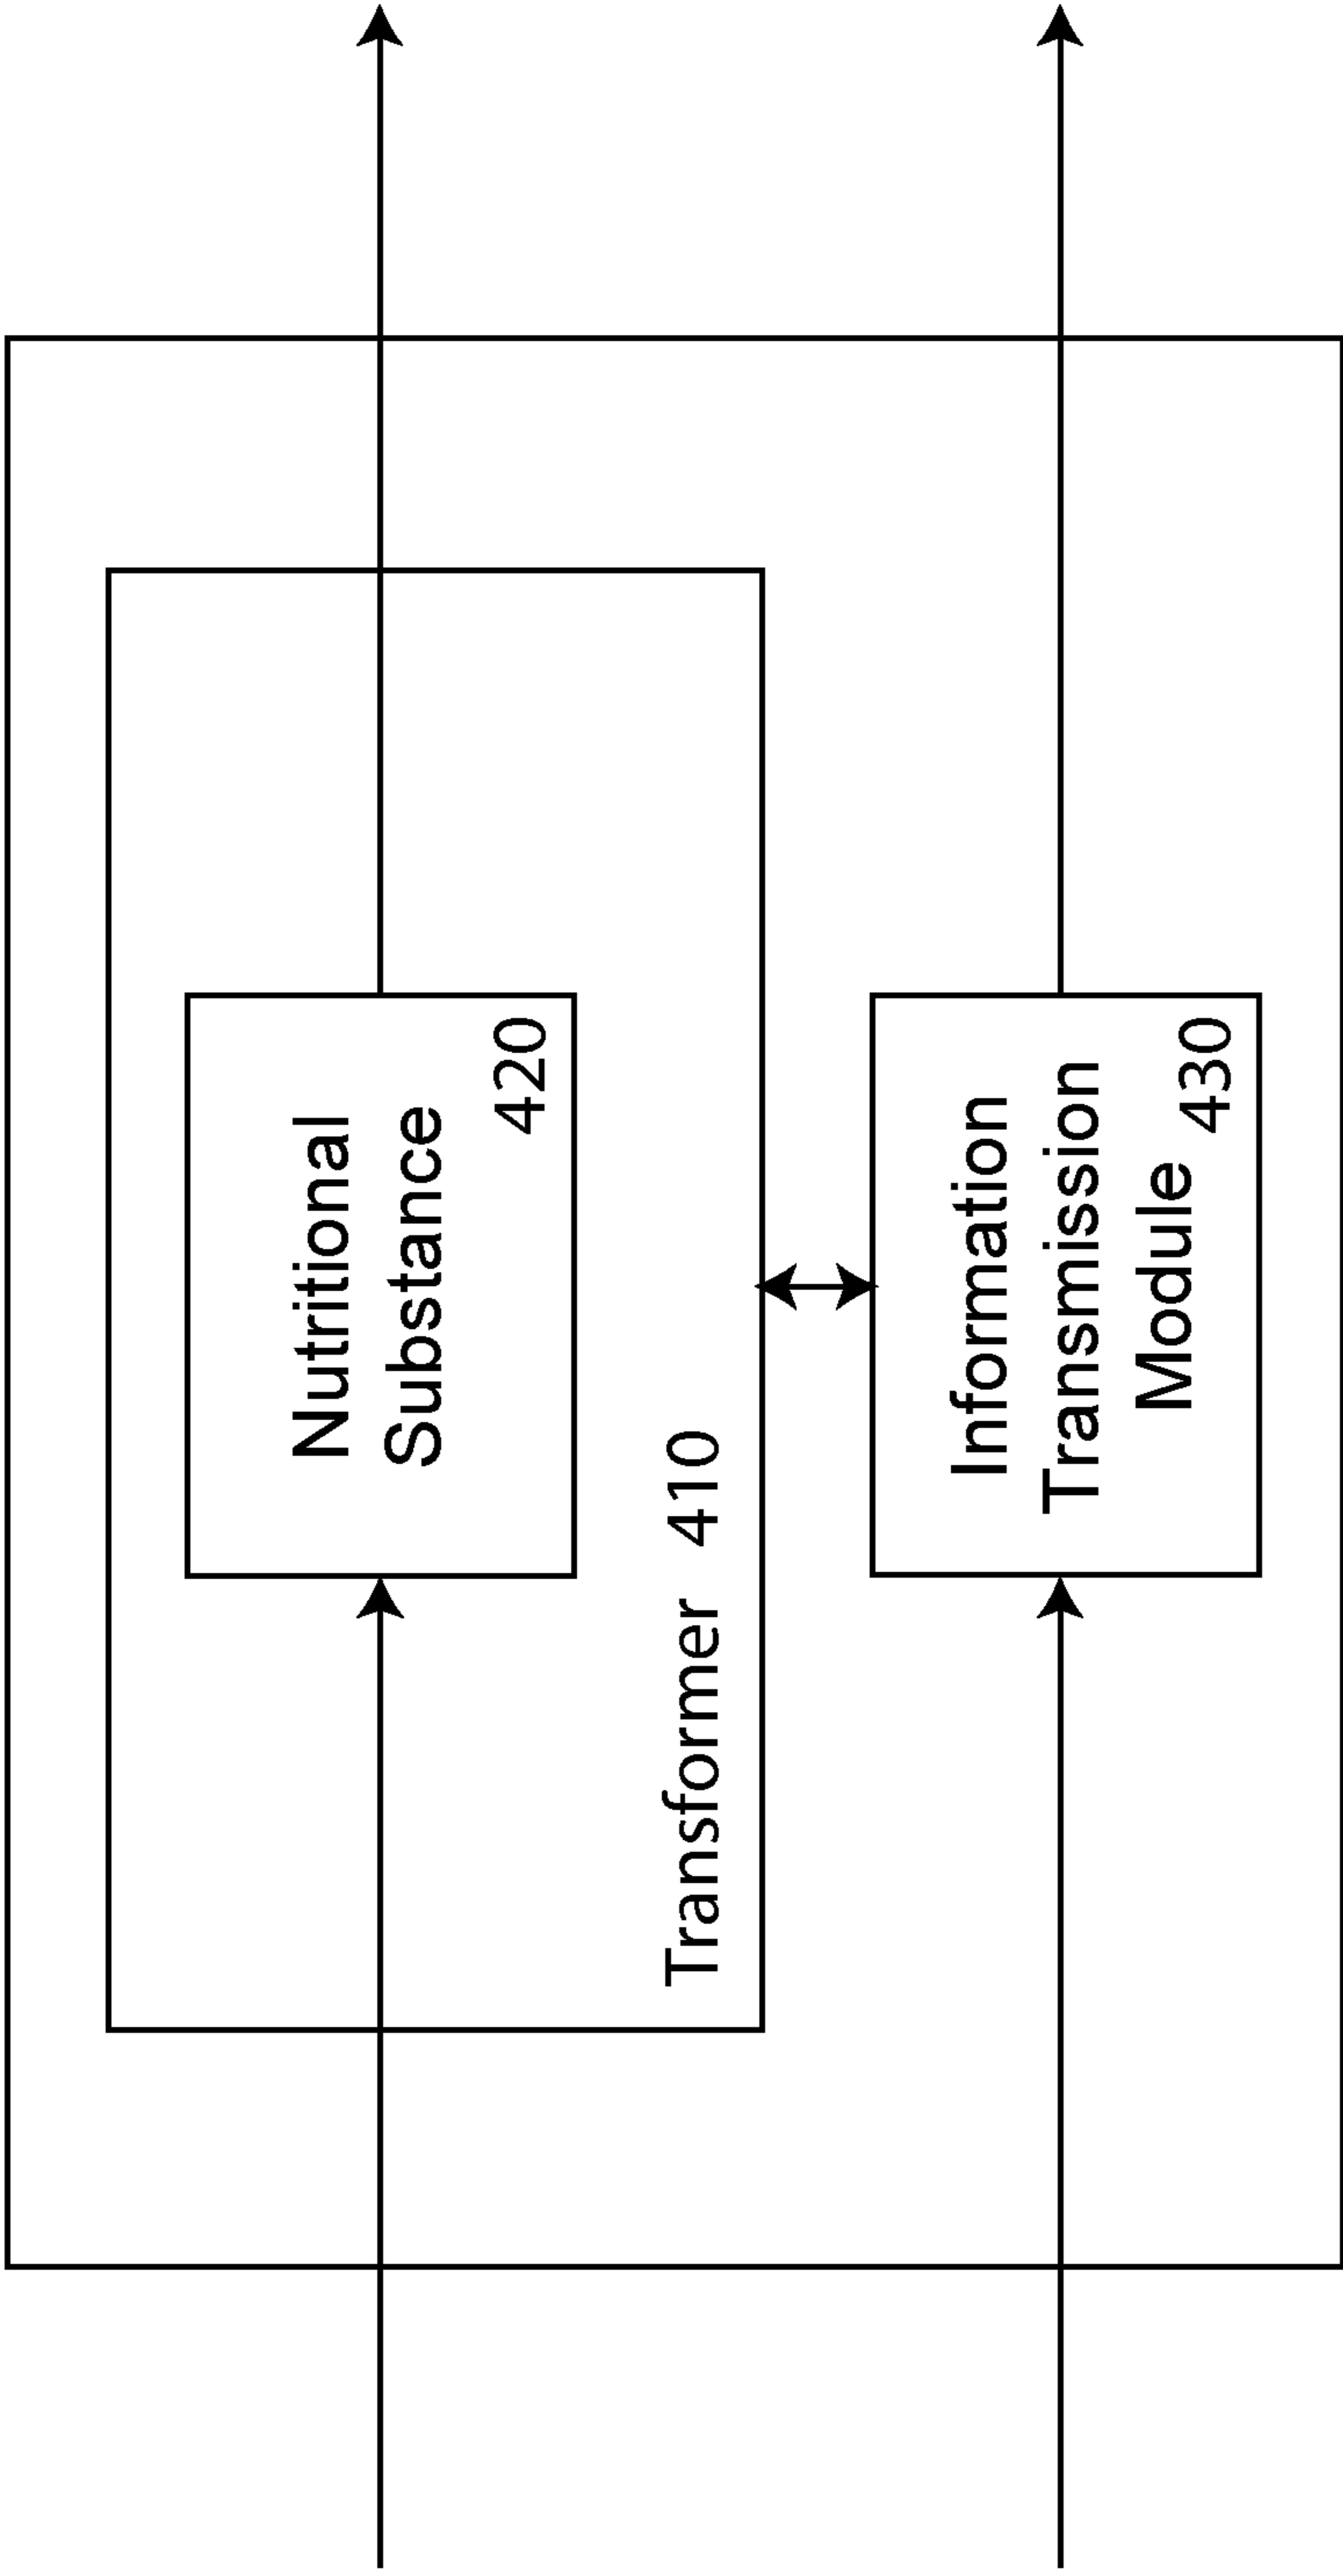 Nutritional
Substance
420
Transformer 410
Information
Transmission
Module 430